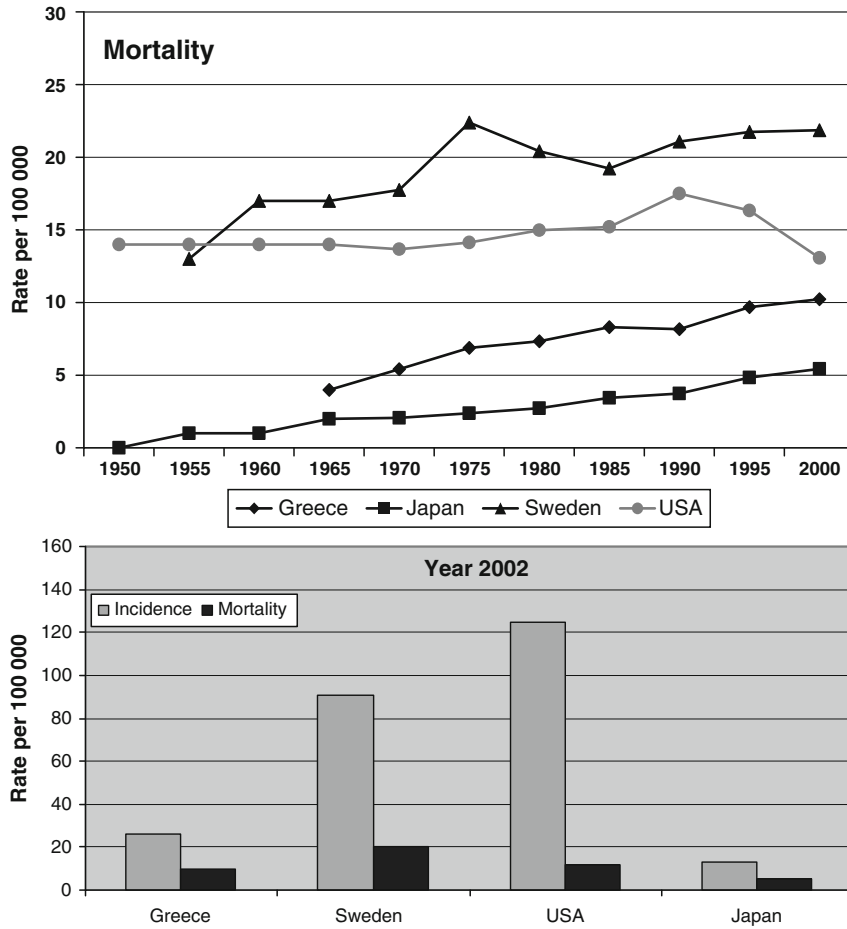 30
Mortality
25
20
15
10
5
0
Rate per 100 000
1950 1955 1960 1965 1970 1975 1980 1985 1990 1995 2000
Greece Japan Sweden USA
160
Year 2002
140
Incidence Mortality
120
100
80
60
40
20
0
Rate per 100 000
Greece Sweden USA Japan